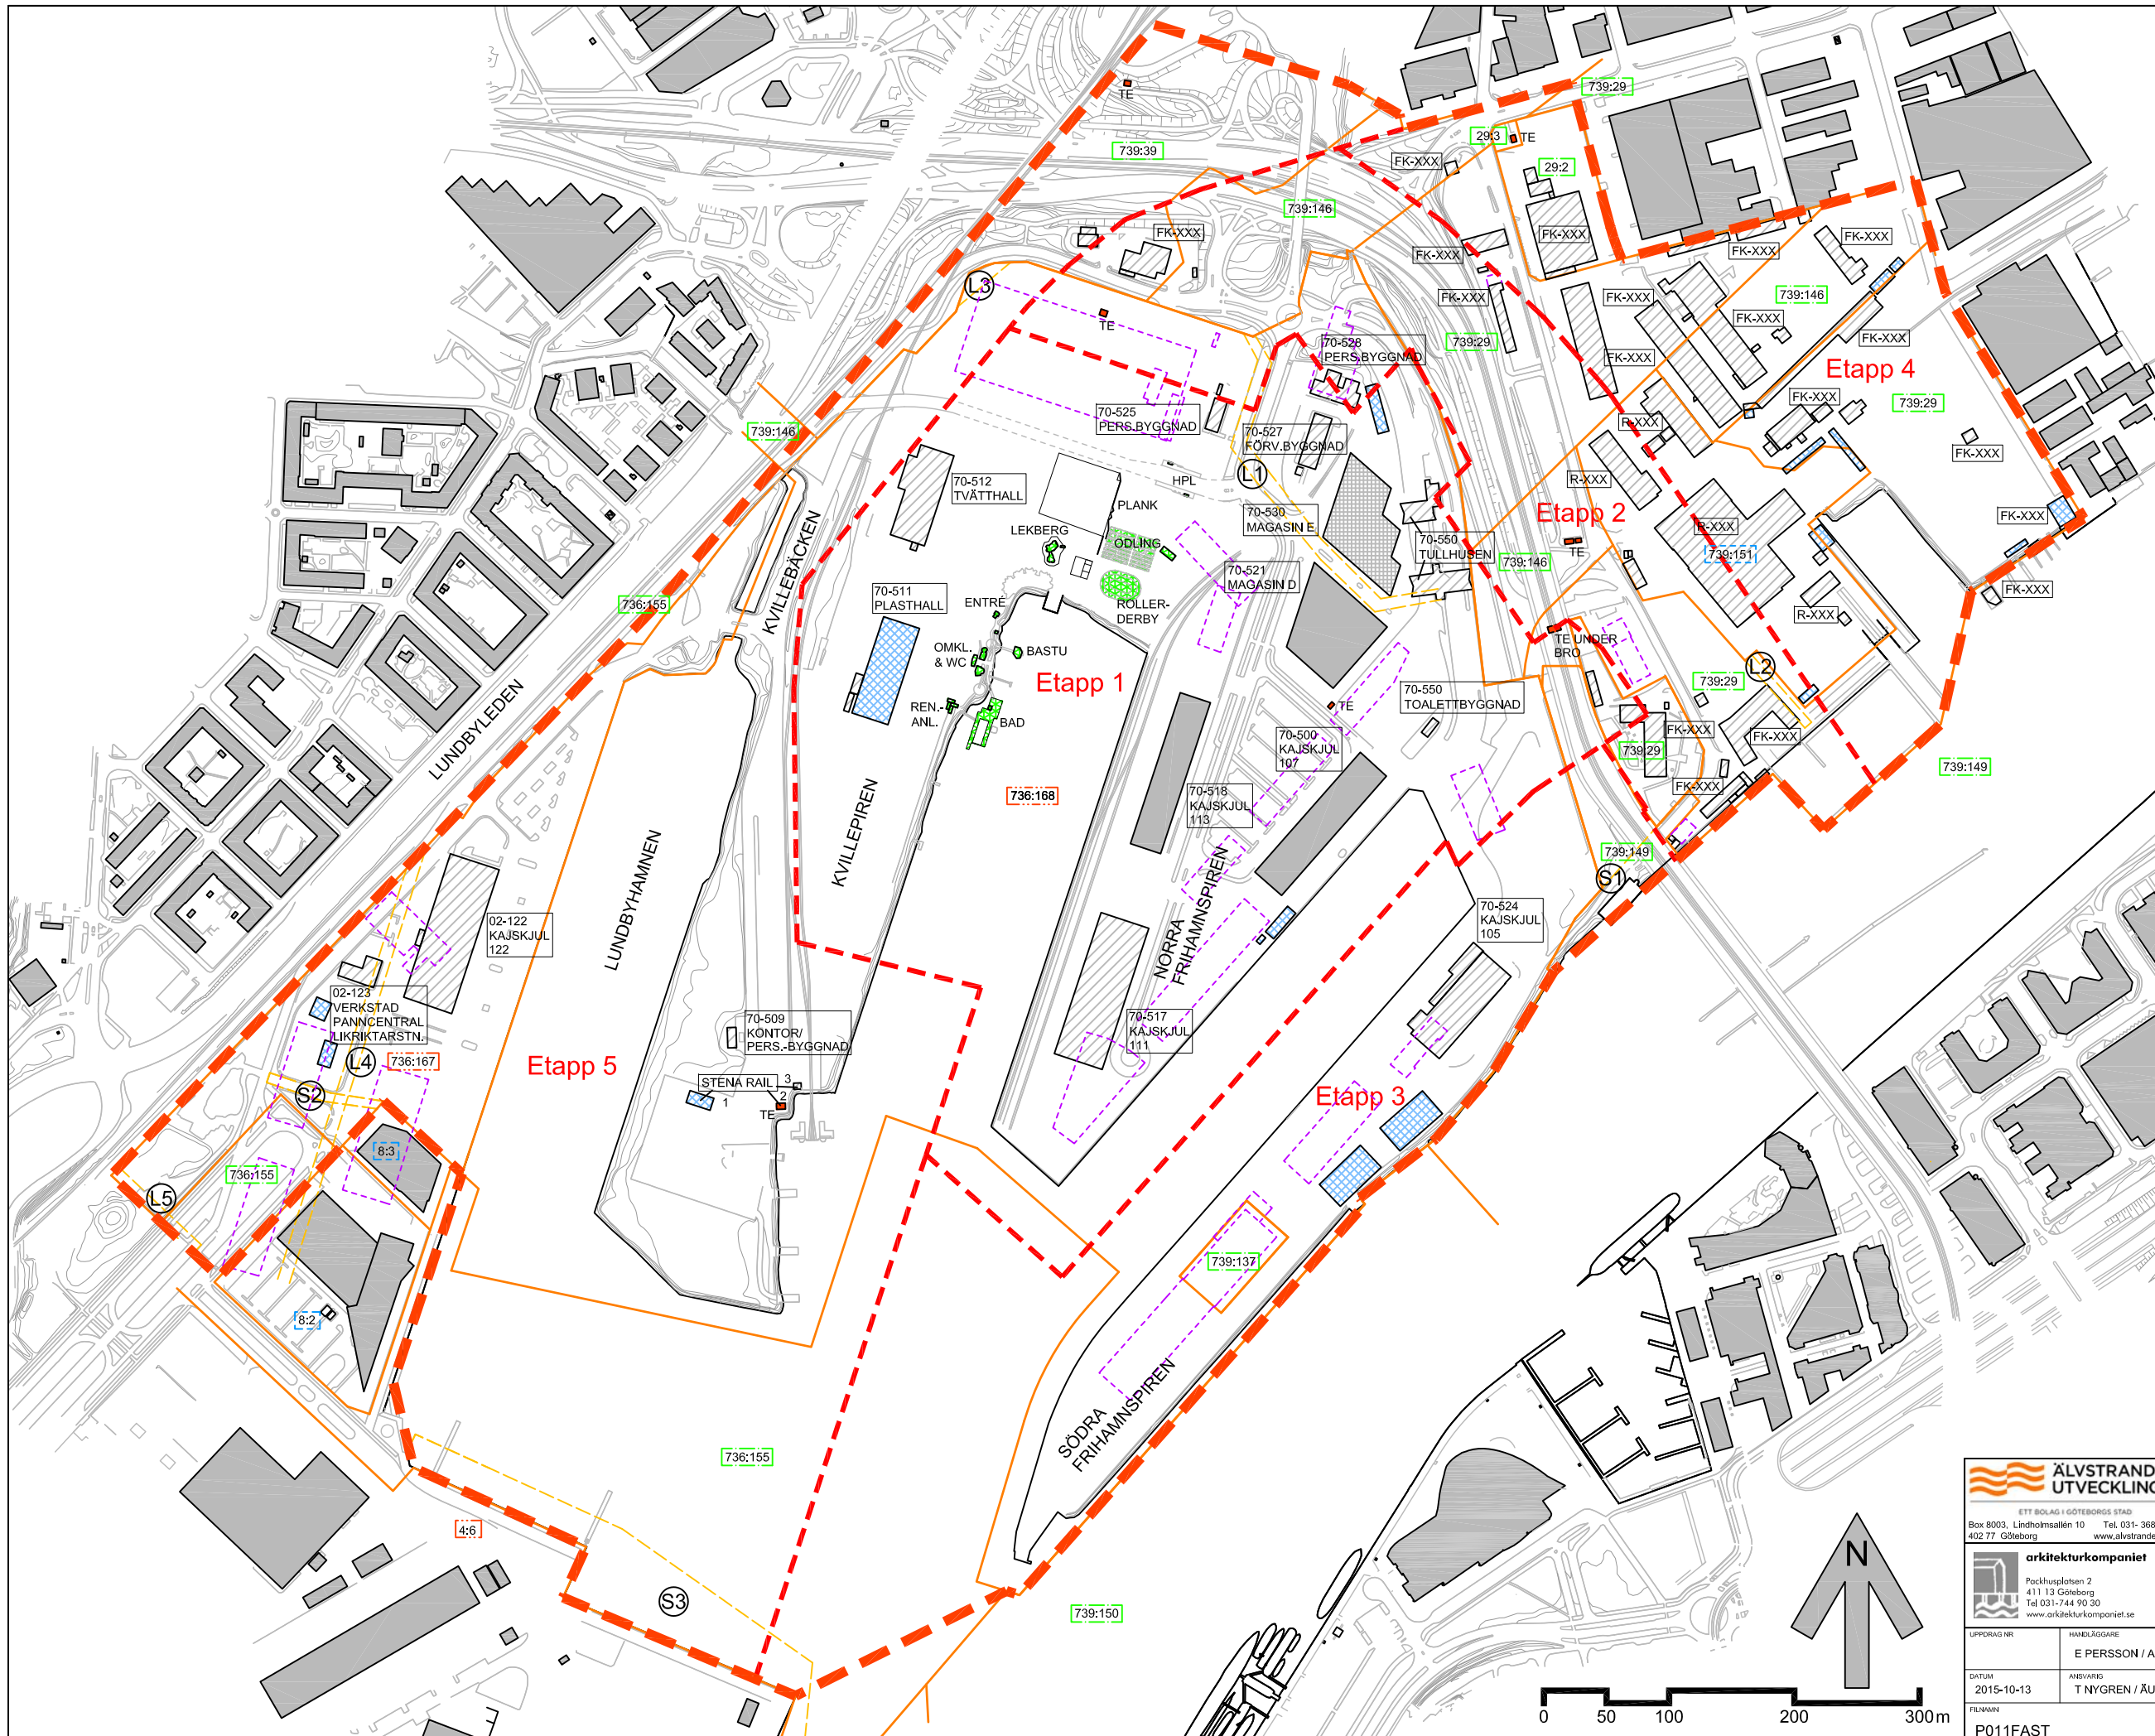 TE
739:29
29:3
TE
739:39
FK-XXX
29:2
739:146
FK-XXX
FK-XXX
FK-XXX
FK-XXX
FK-XXX
L3
FK-XXX
FK-XXX
739:146
TE
FK-XXX
739:29
70-528
PERS.BYGGNAD
FK-XXX
FK-XXX
Etapp 4
FK-XXX
739:29
70-525
PERS.BYGGNAD
739:146
70-527
FÖRV.BYGGNAD
R-XXX
FK-XXX
L1
R-XXX
70-512
TVÄTTHALL
HPL
PLANK
70-530
MAGASIN E
Etapp 2
R-XXX
FK-XXX
LEKBERG
ODLING
70-550
TULLHUSEN
TE
739:151
KVILLEBÄCKEN
70-521
MAGASIN D
739:146
70-511
PLASTHALL
FK-XXX
736:155
ENTRÉ
ROLLER-
DERBY
R-XXX
TE UNDER
BRO
OMKL.
& WC
BASTU
L2
Etapp 1
739:29
LUNDBYLEDEN
REN.-
ANL.
BAD
TE
70-550
TOALETTBYGGNAD
70-500
KAJSKJUL
107
FK-XXX
FK-XXX
739:29
739:149
736:168
70-518
KAJSKJUL
113
FK-XXX
KVILLEPIREN
739:149
S1
LUNDBYHAMNEN
NORRA
FRIHAMNSPIREN
02-122
KAJSKJUL
122
70-524
KAJSKJUL
105
02-123
VERKSTAD
PANNCENTRAL
LIKRIKTARSTN.
70-509
KONTOR/
PERS.-BYGGNAD
70-517
KAJSKJUL
111
L4
736:167
Etapp 5
STENA RAIL
3
2
1
TE
Etapp 3
S2
8:3
736:155
L5
739:137
8:2
SÖDRA
FRIHAMNSPIREN
736:155
4:6
S3
739:150
N
0 50 100 200 300m
ÄLVSTRAND
UTVECKLING
ETT BOLAG I GÖTEBORGS STAD
Box 8003, Lindholmsallén 10 Tel. 031- 368
402 77 Göteborg www.alvstrande
arkitekturkompaniet
Packhusplatsen 2
411 13 Göteborg
Tel 031-744 90 30
www.arkitekturkompaniet.se
UPPDRAG NR HANDLÄGGARE
E PERSSON / A
DATUM ANSVARIG
2015-10-13 T NYGREN / ÄU
FILNAMN
P011FAST